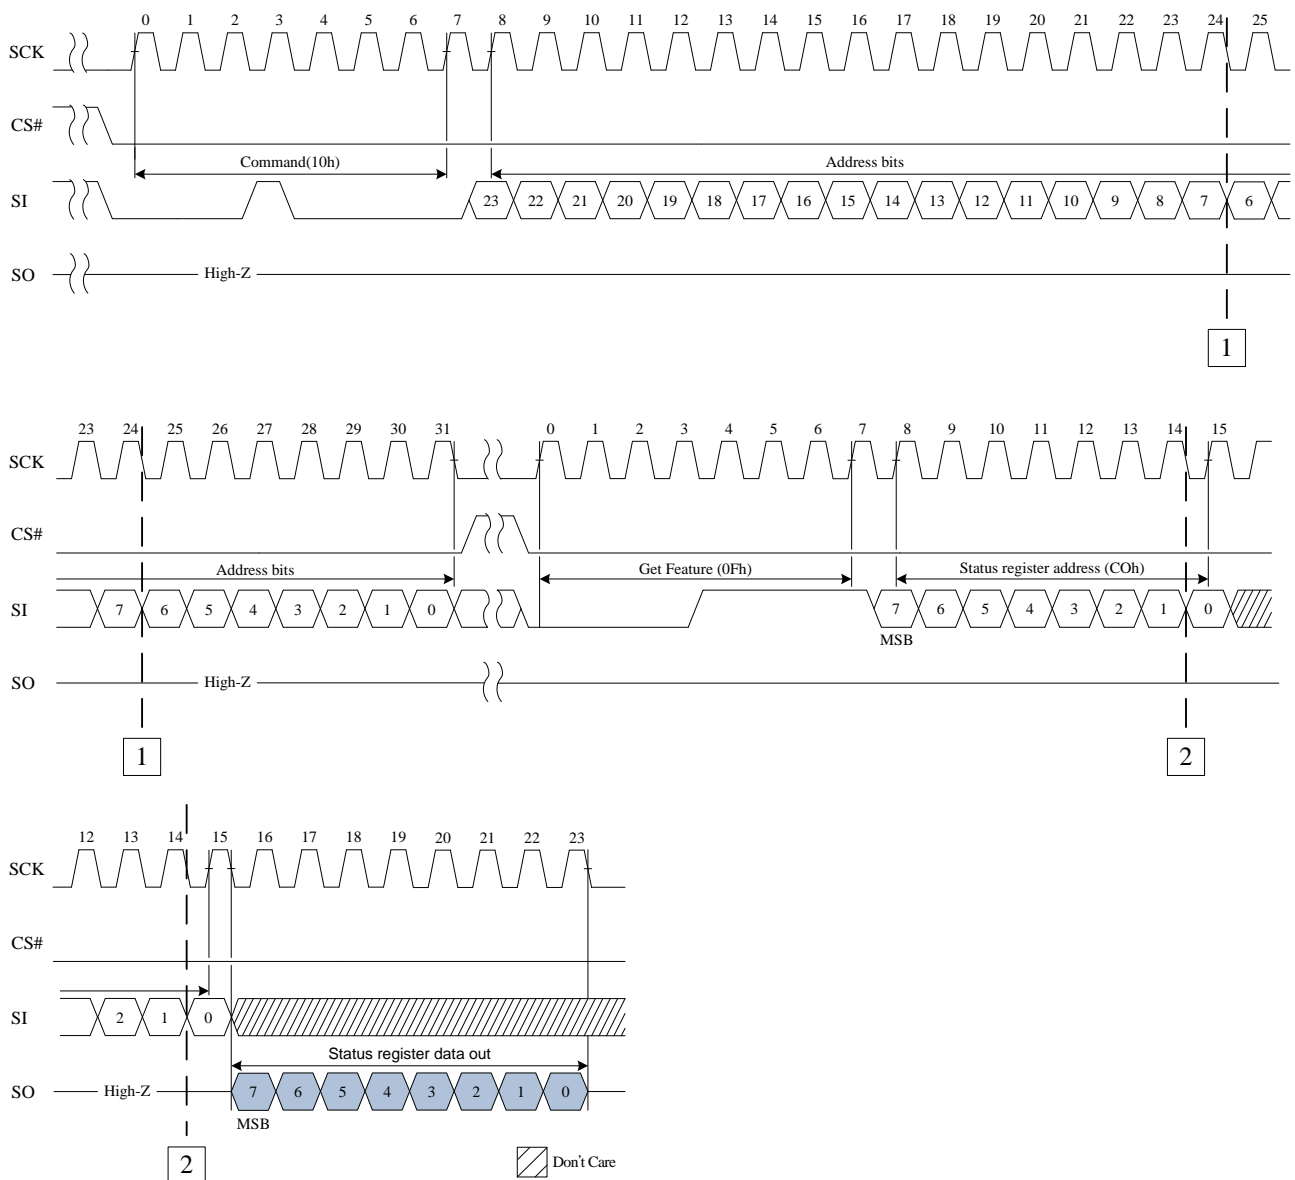 0 1 2 3 4 5 6 7 8 9 10 11 12 13 14 15 16 17 18 19 20 21 22 23 24 25
SCK
CS#
Command(10h) Address bits
SI 23 22 21 20 19 18 17 16 15 14 13 12 11 10 9 8 7 6
SO High-Z
1
23 24 25 26 27 28 29 30 31 0 1 2 3 4 5 6 7 8 9 10 11 12 13 14 15
SCK
CS#
Address bits Get Feature (0Fh) Status register address (COh)
SI 7 6 5 4 3 2 1 0 7 6 5 4 3 2 1 0
MSB
SO High-Z
1 2
12 13 14 15 16 17 18 19 20 21 22 23
SCK
CS#
SI 2 1 0
Status register data out
SO High-Z 7 6 5 4 3 2 1 0
MSB
2 Don't Care